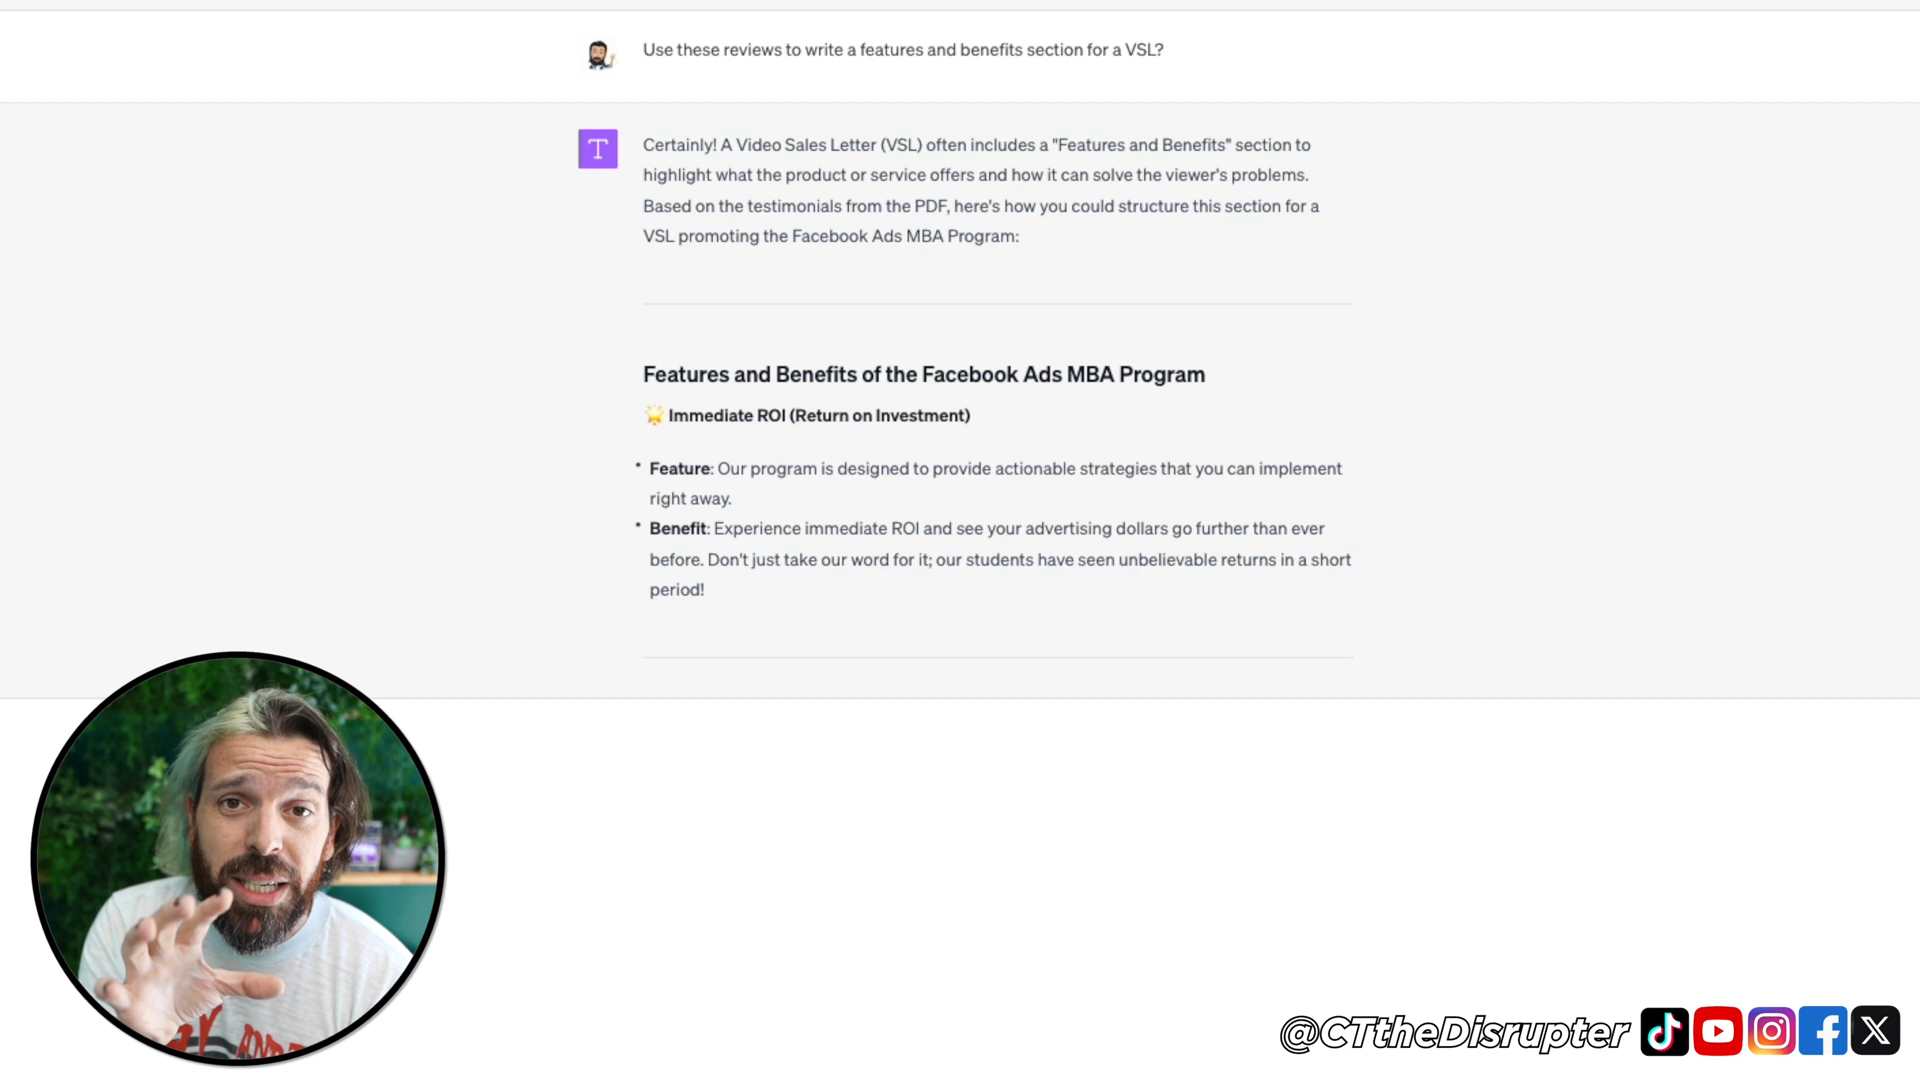 Use these reviews to write a features and benefits section for a VSL?
T
Certainly! A Video Sales Letter (VSL) often includes a "Features and Benefits" section to
highlight what the product or service offers and how it can solve the viewer's problems.
Based on the testimonials from the PDF, here's how you could structure this section for a
VSL promoting the Facebook Ads MBA Program:
Features and Benefits of the Facebook Ads MBA Program
🌟 Immediate ROI (Return on Investment)
• Feature: Our program is designed to provide actionable strategies that you can implement
right away.
• Benefit: Experience immediate ROI and see your advertising dollars go further than ever
before. Don't just take our word for it; our students have seen unbelievable returns in a short
period!
@CTtheDisrupter